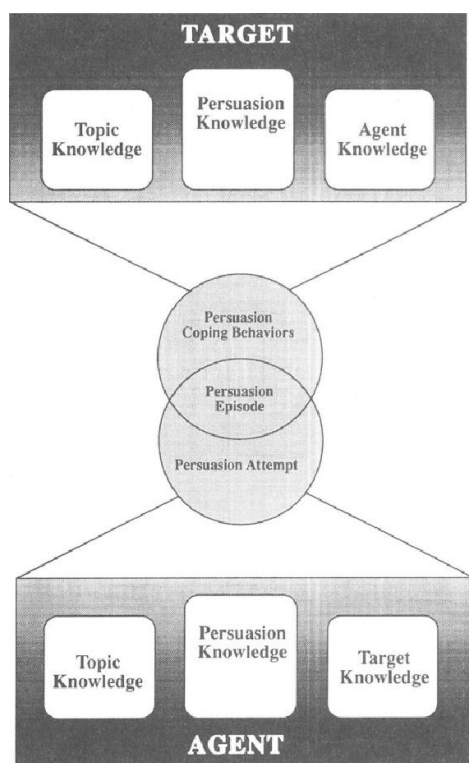 TARGET
Topic
Knowledge
Persuasion
Knowledge
Agent
Knowledge
Persuasion
Coping Behaviors
Persuasion
Episode
Persuasion Attempt
Topic
Knowledge
Persuasion
Knowledge
Target
Knowledge
AGENT